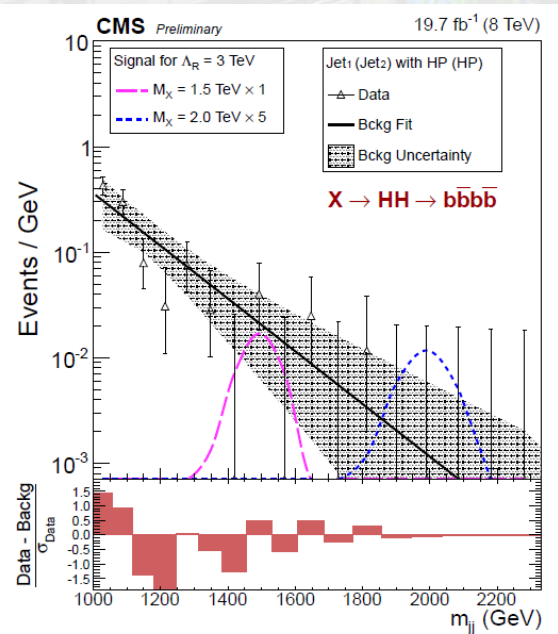 CMS Preliminary 19.7 fb⁻¹ (8 TeV)
Signal for Λ_R = 3 TeV
M_X = 1.5 TeV × 1
M_X = 2.0 TeV × 5
Jet1 (Jet2) with HP (HP)
Data
Bckg Fit
Bckg Uncertainty
X → HH → bb̅bb̅
Events / GeV
10
1
10⁻¹
10⁻²
10⁻³
Data - Backg
σ_Data
1.5
1.0
0.5
0.0
-0.5
-1.0
-1.5
1000 1200 1400 1600 1800 2000 2200
m_jj (GeV)